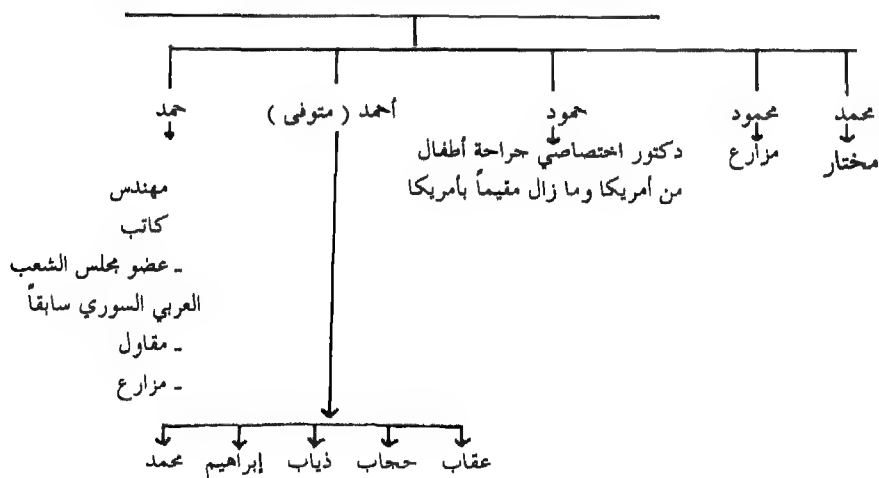 محمد محمود حمود أحمد ( متوفى ) حمد
مختار مزارع دكتور اختصاصي جراحة أطفال
من أمريكا وما زال مقيماً بأمريكا
مهندس
كاتب
ـ عضو مجلس الشعب
العربي السوري سابقاً
ـ مقاول
ـ مزارع
عقاب حجاب ذياب إبراهيم محمد